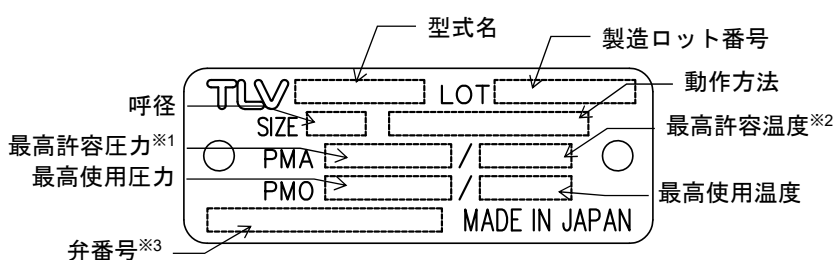 型式名
製造ロット番号
TLV LOT
動作方法
呼径
SIZE
最高許容温度※2
最高許容圧力※1
PMA /
最高使用圧力
PMO /
最高使用温度
MADE IN JAPAN
弁番号※3